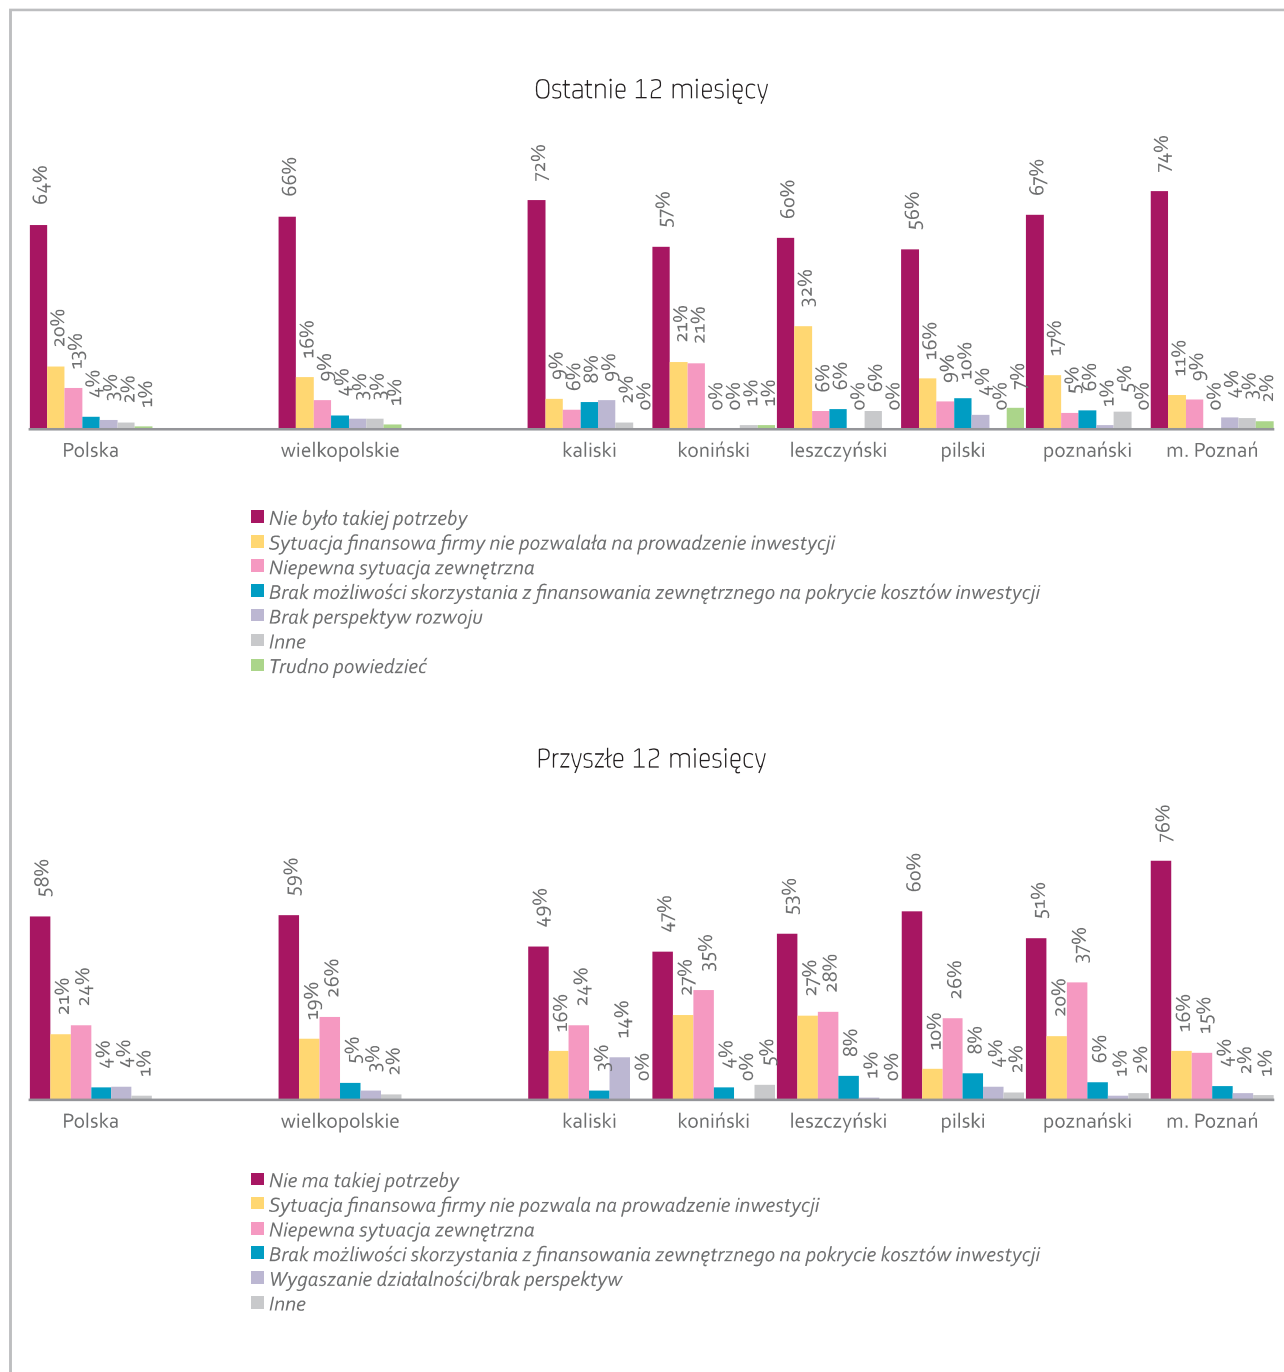 Ostatnie 12 miesięcy
64% 20% 13% 4% 3% 2% 1%
66% 16% 9% 4% 3% 3% 1%
72% 9% 6% 8% 9% 2% 0%
57% 21% 21% 0% 0% 1% 1%
60% 32% 6% 6% 0% 6% 0%
56% 16% 9% 10% 4% 0% 7%
67% 17% 5% 6% 1% 5% 0%
74% 11% 9% 0% 4% 3% 2%
Polska wielkopolskie kaliski koniński leszczyński pilski poznański m. Poznań
Nie było takiej potrzeby
Sytuacja finansowa firmy nie pozwalała na prowadzenie inwestycji
Niepewna sytuacja zewnętrzna
Brak możliwości skorzystania z finansowania zewnętrznego na pokrycie kosztów inwestycji
Brak perspektyw rozwoju
Inne
Trudno powiedzieć
Przyszłe 12 miesięcy
58% 21% 24% 4% 4% 1%
59% 19% 26% 5% 3% 2%
49% 16% 24% 3% 14% 0%
47% 27% 35% 4% 0% 5%
53% 27% 28% 8% 1% 0%
60% 10% 26% 8% 4% 2%
51% 20% 37% 6% 1% 2%
76% 16% 15% 4% 2% 1%
Polska wielkopolskie kaliski koniński leszczyński pilski poznański m. Poznań
Nie ma takiej potrzeby
Sytuacja finansowa firmy nie pozwala na prowadzenie inwestycji
Niepewna sytuacja zewnętrzna
Brak możliwości skorzystania z finansowania zewnętrznego na pokrycie kosztów inwestycji
Wygaszanie działalności/brak perspektyw
Inne